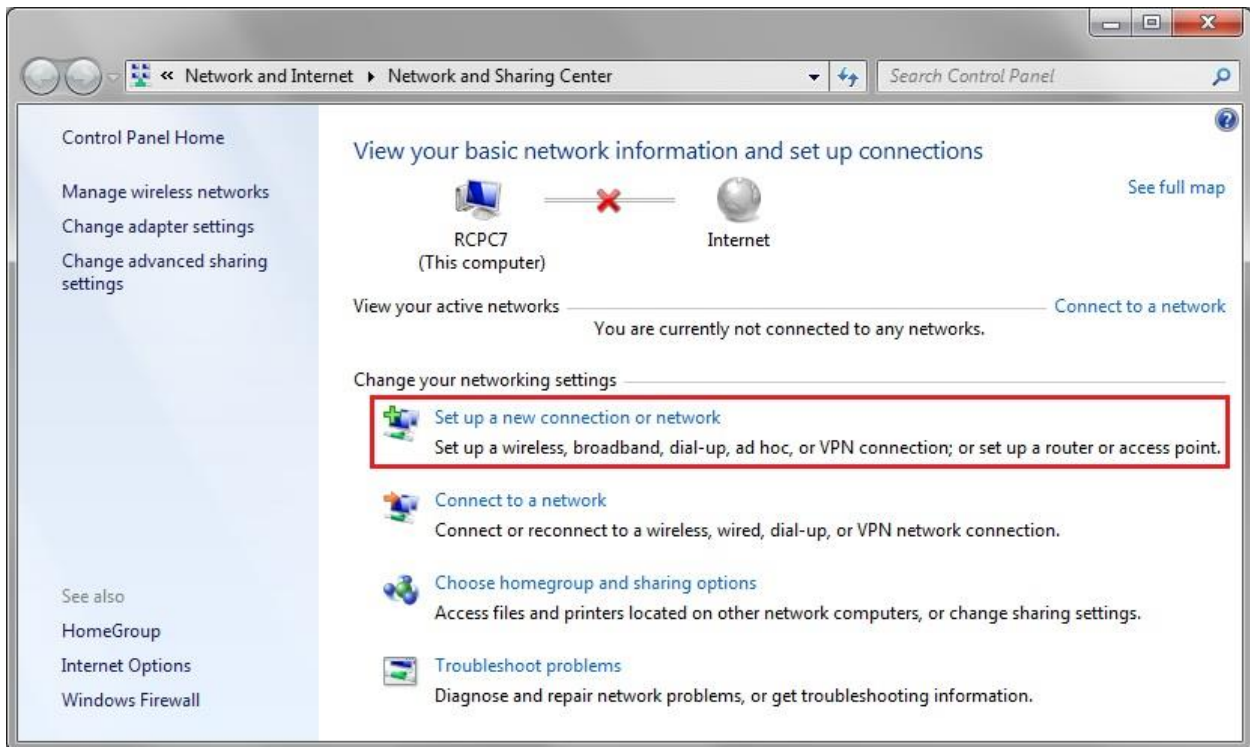 « Network and Internet ▸ Network and Sharing Center
Search Control Panel
Control Panel Home
Manage wireless networks
Change adapter settings
Change advanced sharing
settings
See also
HomeGroup
Internet Options
Windows Firewall
View your basic network information and set up connections
See full map
RCPC7
(This computer)
Internet
View your active networks
Connect to a network
You are currently not connected to any networks.
Change your networking settings
Set up a new connection or network
Set up a wireless, broadband, dial-up, ad hoc, or VPN connection; or set up a router or access point.
Connect to a network
Connect or reconnect to a wireless, wired, dial-up, or VPN network connection.
Choose homegroup and sharing options
Access files and printers located on other network computers, or change sharing settings.
Troubleshoot problems
Diagnose and repair network problems, or get troubleshooting information.